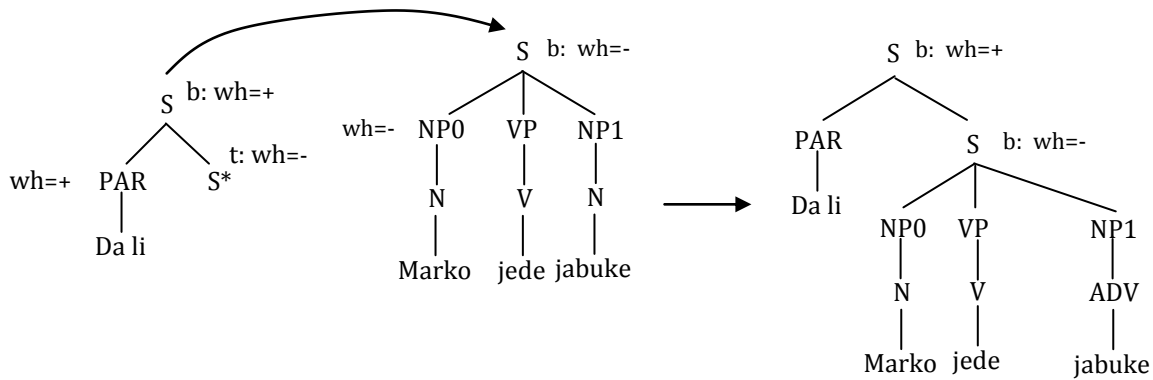 S b: wh=+
wh=+ PAR t: wh=-
S*
Da li
S b: wh=-
wh=- NP0 VP NP1
N V N
Marko jede jabuke
S b: wh=+
PAR S b: wh=-
Da li
NP0 VP NP1
N V ADV
Marko jede jabuke